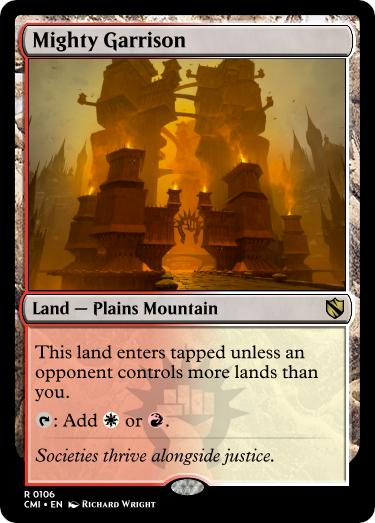 Mighty Garrison
Land — Plains Mountain
This land enters tapped unless an
opponent controls more lands than
you.
: Add or .
Societies thrive alongside justice.
R 0106
CMI • EN Richard Wright